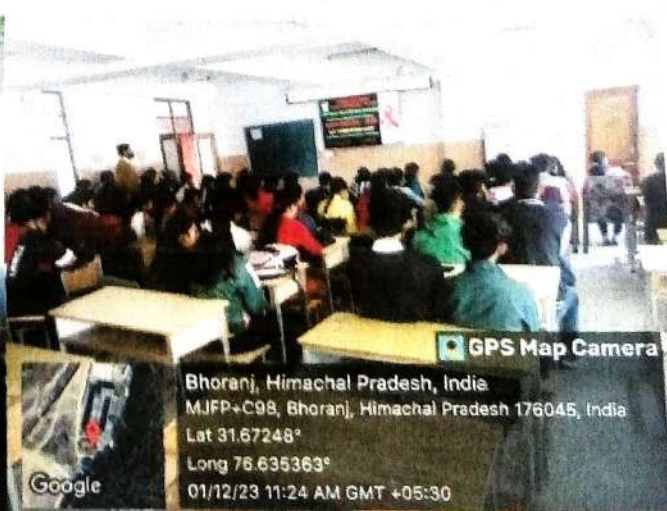 GPS Map Camera
Bhoranj, Himachal Pradesh, India
MJFP+C98, Bhoranj, Himachal Pradesh 176045, India
Lat 31.67248°
Long 76.635363°
01/12/23 11:24 AM GMT +05:30
Google